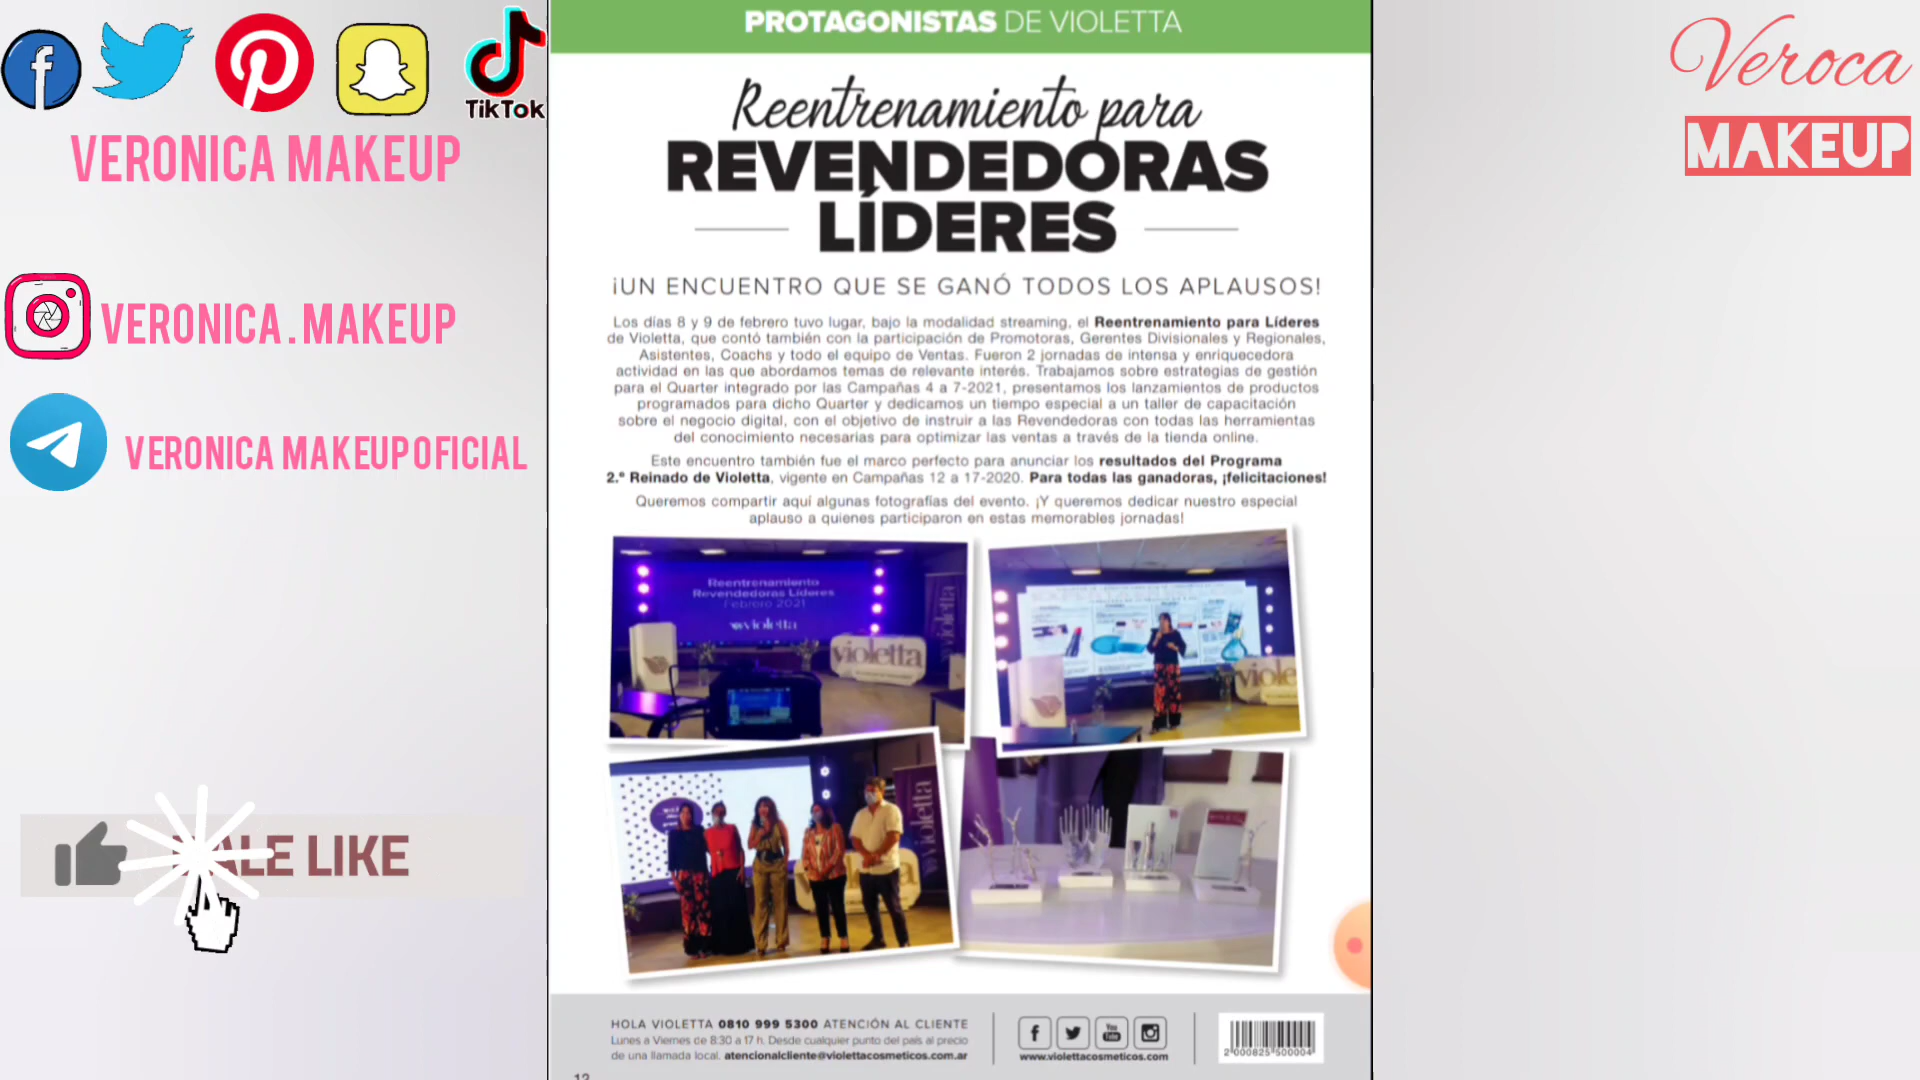 TikTok
VERONICA MAKEUP
VERONICA.MAKEUP
VERONICA MAKEUP OFICIAL
LIKE
PROTAGONISTAS DE VIOLETTA
Reentrenamiento para
REVENDEDORAS
LÍDERES
¡UN ENCUENTRO QUE SE GANÓ TODOS LOS APLAUSOS!
Los días 8 y 9 de febrero tuvo lugar, bajo la modalidad streaming, el Reentrenamiento para Líderes
de Violetta, que contó también con la participación de Promotoras, Gerentes Divisionales y Regionales,
Asistentes, Coachs y todo el equipo de Ventas. Fueron 2 jornadas de intensa y enriquecedora
actividad en las que abordamos temas de relevante interés. Trabajamos sobre estrategias de gestión
para el Quarter integrado por las Campañas 4 a 7-2021, presentamos los lanzamientos de productos
programados para dicho Quarter y dedicamos un tiempo especial a un taller de capacitación
sobre el negocio digital, con el objetivo de instruir a las Revendedoras con todas las herramientas
del conocimiento necesarias para optimizar las ventas a través de la tienda online.
Este encuentro también fue el marco perfecto para anunciar los resultados del Programa
2.º Reinado de Violetta, vigente en Campañas 12 a 17-2020. Para todas las ganadoras, ¡felicitaciones!
Queremos compartir aquí algunas fotografías del evento. ¡Y queremos dedicar nuestro especial
aplauso a quienes participaron en estas memorables jornadas!
Reentrenamiento
Revendedoras Líderes
Febrero 2021
violetta
violetta
violetta
violetta
HOLA VIOLETTA 0810 999 5300 ATENCIÓN AL CLIENTE
Lunes a Viernes de 8:30 a 17 h. Desde cualquier punto del país al precio
de una llamada local. atencionalcliente@violettacosmeticos.com.ar
You Tube
www.violettacosmeticos.com
2 000825 500004
Veroca
MAKEUP